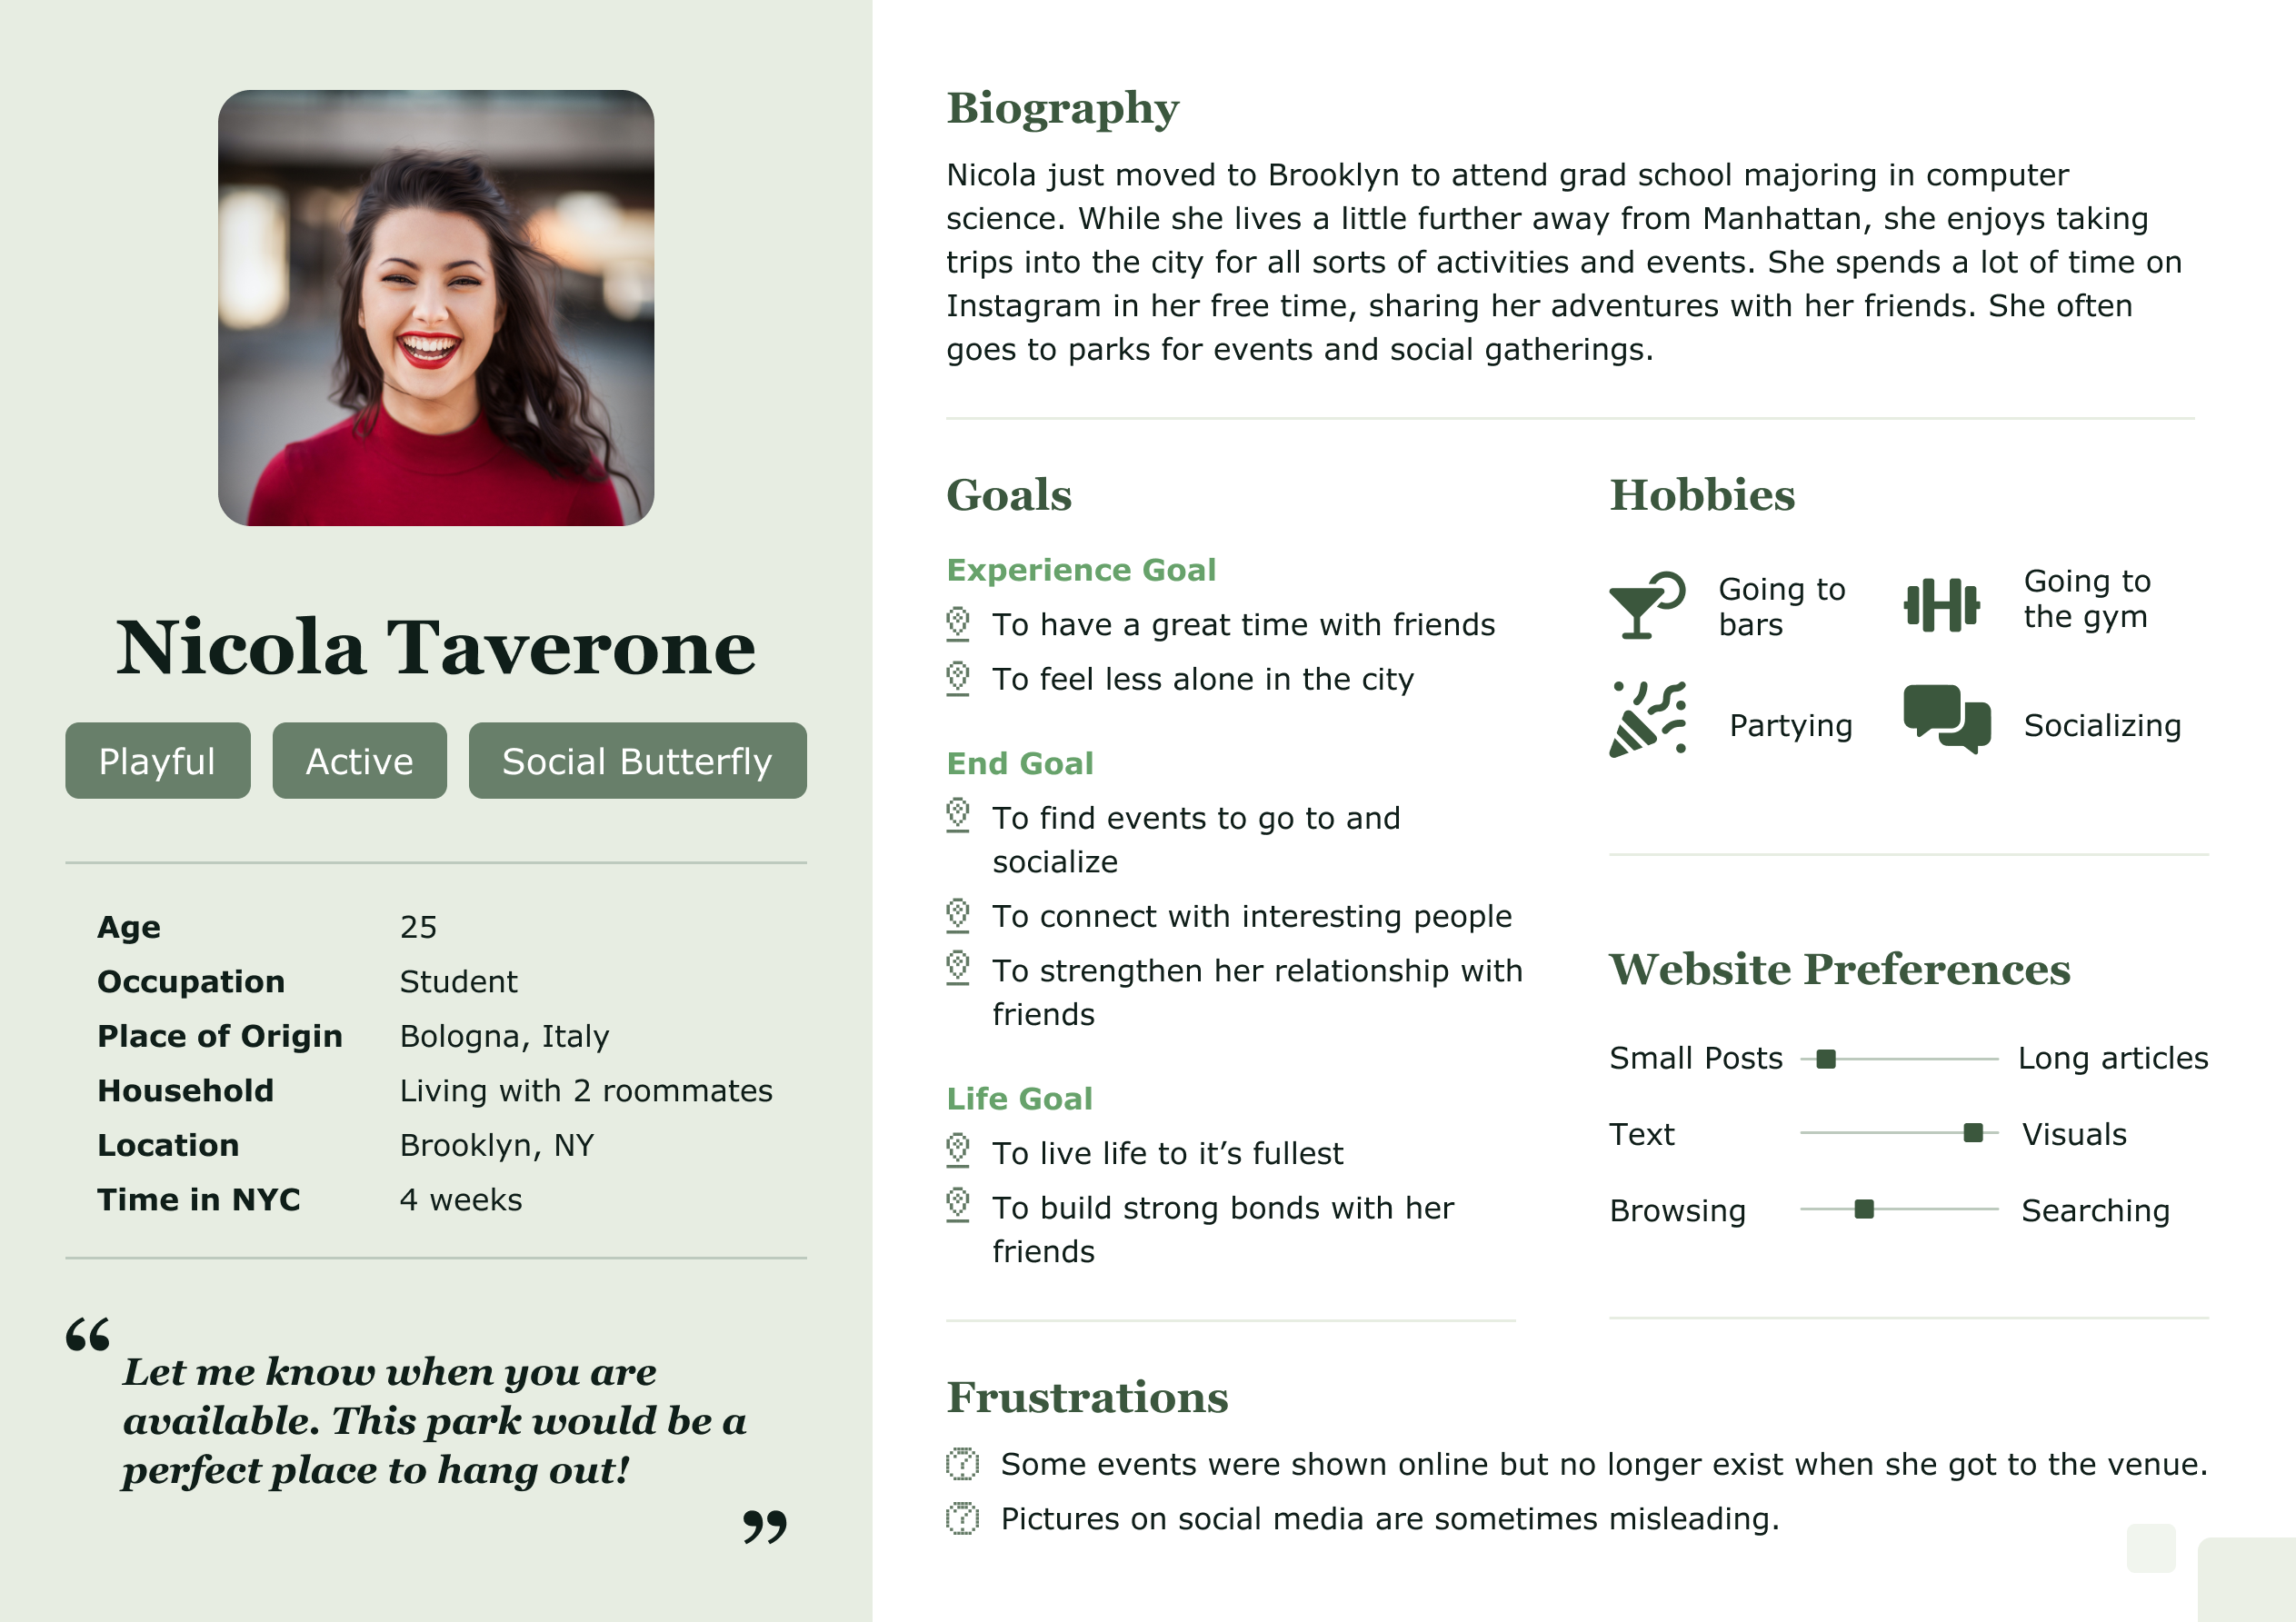 Nicola Taverone
Playful
Active
Social Butterfly
Age 25
Occupation Student
Place of Origin Bologna, Italy
Household Living with 2 roommates
Location Brooklyn, NY
Time in NYC 4 weeks
“
Let me know when you are
available. This park would be a
perfect place to hang out!
”
Biography
Nicola just moved to Brooklyn to attend grad school majoring in computer
science. While she lives a little further away from Manhattan, she enjoys taking
trips into the city for all sorts of activities and events. She spends a lot of time on
Instagram in her free time, sharing her adventures with her friends. She often
goes to parks for events and social gatherings.
Goals
Experience Goal
To have a great time with friends
To feel less alone in the city
End Goal
To find events to go to and
socialize
To connect with interesting people
To strengthen her relationship with
friends
Life Goal
To live life to it’s fullest
To build strong bonds with her
friends
Hobbies
Going to
bars
Going to
the gym
Partying
Socializing
Website Preferences
Small Posts Long articles
Text Visuals
Browsing Searching
Frustrations
Some events were shown online but no longer exist when she got to the venue.
Pictures on social media are sometimes misleading.